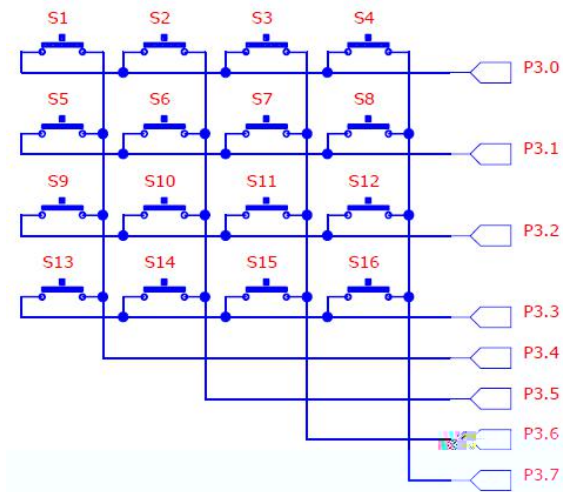 S1 S2 S3 S4
P3.0
S5 S6 S7 S8
P3.1
S9 S10 S11 S12
P3.2
S13 S14 S15 S16
P3.3
P3.4
P3.5
P3.6
P3.7